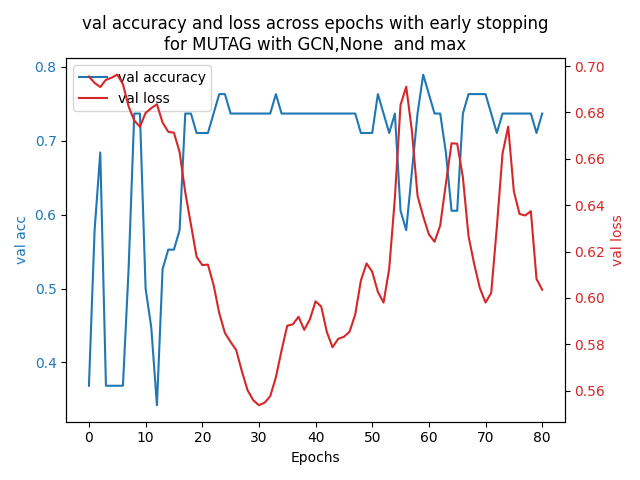 val accuracy and loss across epochs with early stopping
for MUTAG with GCN,None  and max
val accuracy
val loss
0.8
0.7
0.6
0.5
0.4
val acc
0.70
0.68
0.66
0.64
0.62
0.60
0.58
0.56
val loss
0 10 20 30 40 50 60 70 80
Epochs